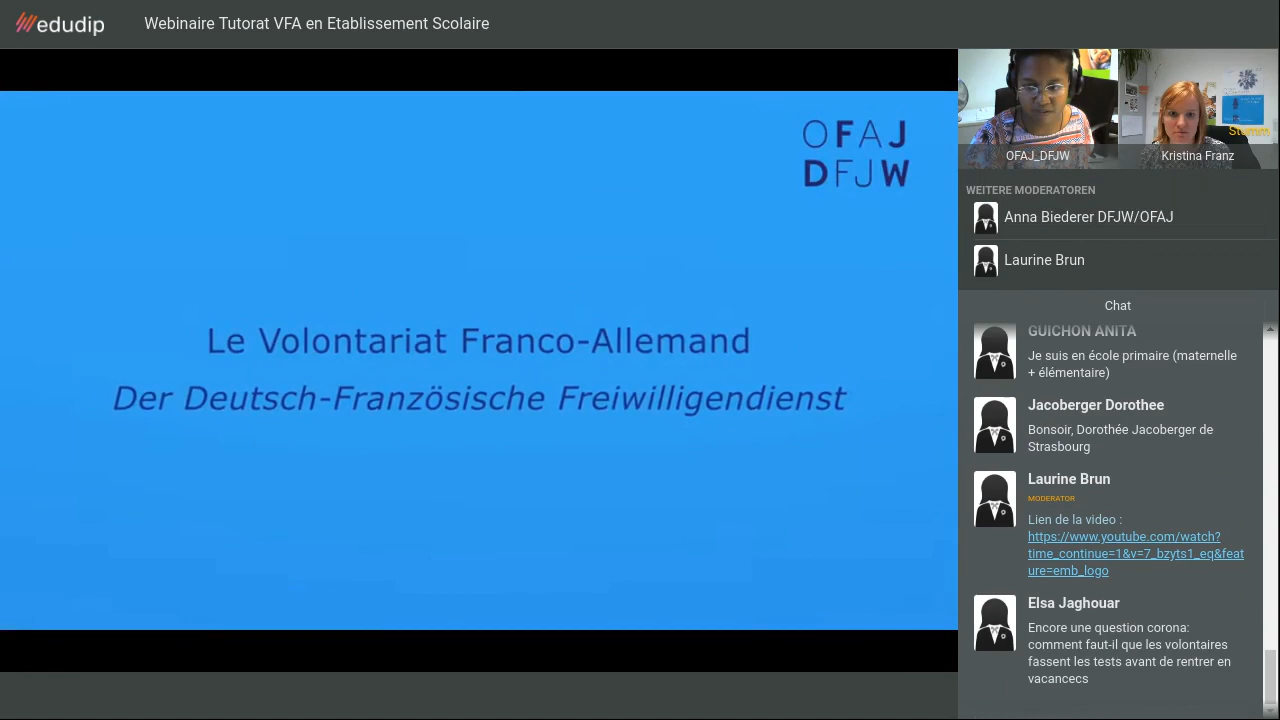 edudip
Webinaire Tutorat VFA en Etablissement Scolaire
OFAJ
DFJW
Le Volontariat Franco-Allemand
Der Deutsch-Französische Freiwilligendienst
Stumm
OFAJ_DFJW
Kristina Franz
WEITERE MODERATOREN
Anna Biederer DFJW/OFAJ
Laurine Brun
Chat
GUICHON ANITA
Je suis en école primaire (maternelle
+ élémentaire)
Jacoberger Dorothee
Bonsoir, Dorothée Jacoberger de
Strasbourg
Laurine Brun
MODERATOR
Lien de la video :
https://www.youtube.com/watch?
time_continue=1&v=7_bzyts1_eq&feat
ure=emb_logo
Elsa Jaghouar
Encore une question corona:
comment faut-il que les volontaires
fassent les tests avant de rentrer en
vacancecs